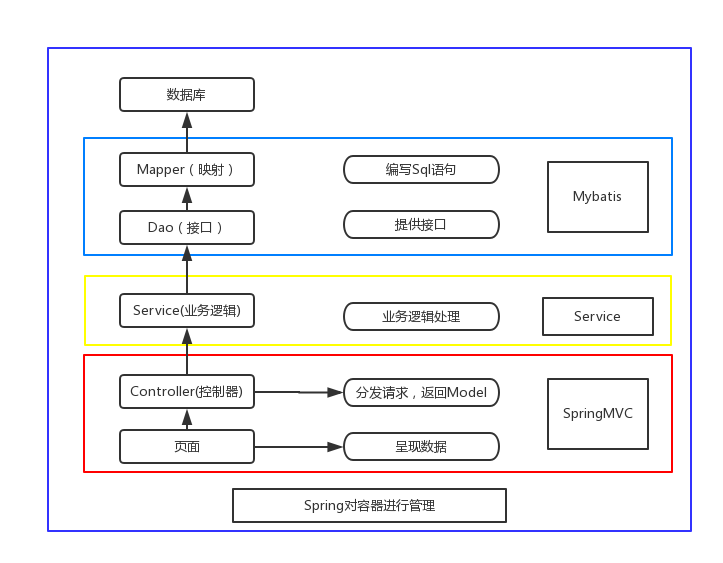 数据库
Mapper（映射）
编写Sql语句
Mybatis
Dao（接口）
提供接口
Service(业务逻辑)
业务逻辑处理
Service
Controller(控制器)
分发请求，返回Model
SpringMVC
页面
呈现数据
Spring对容器进行管理